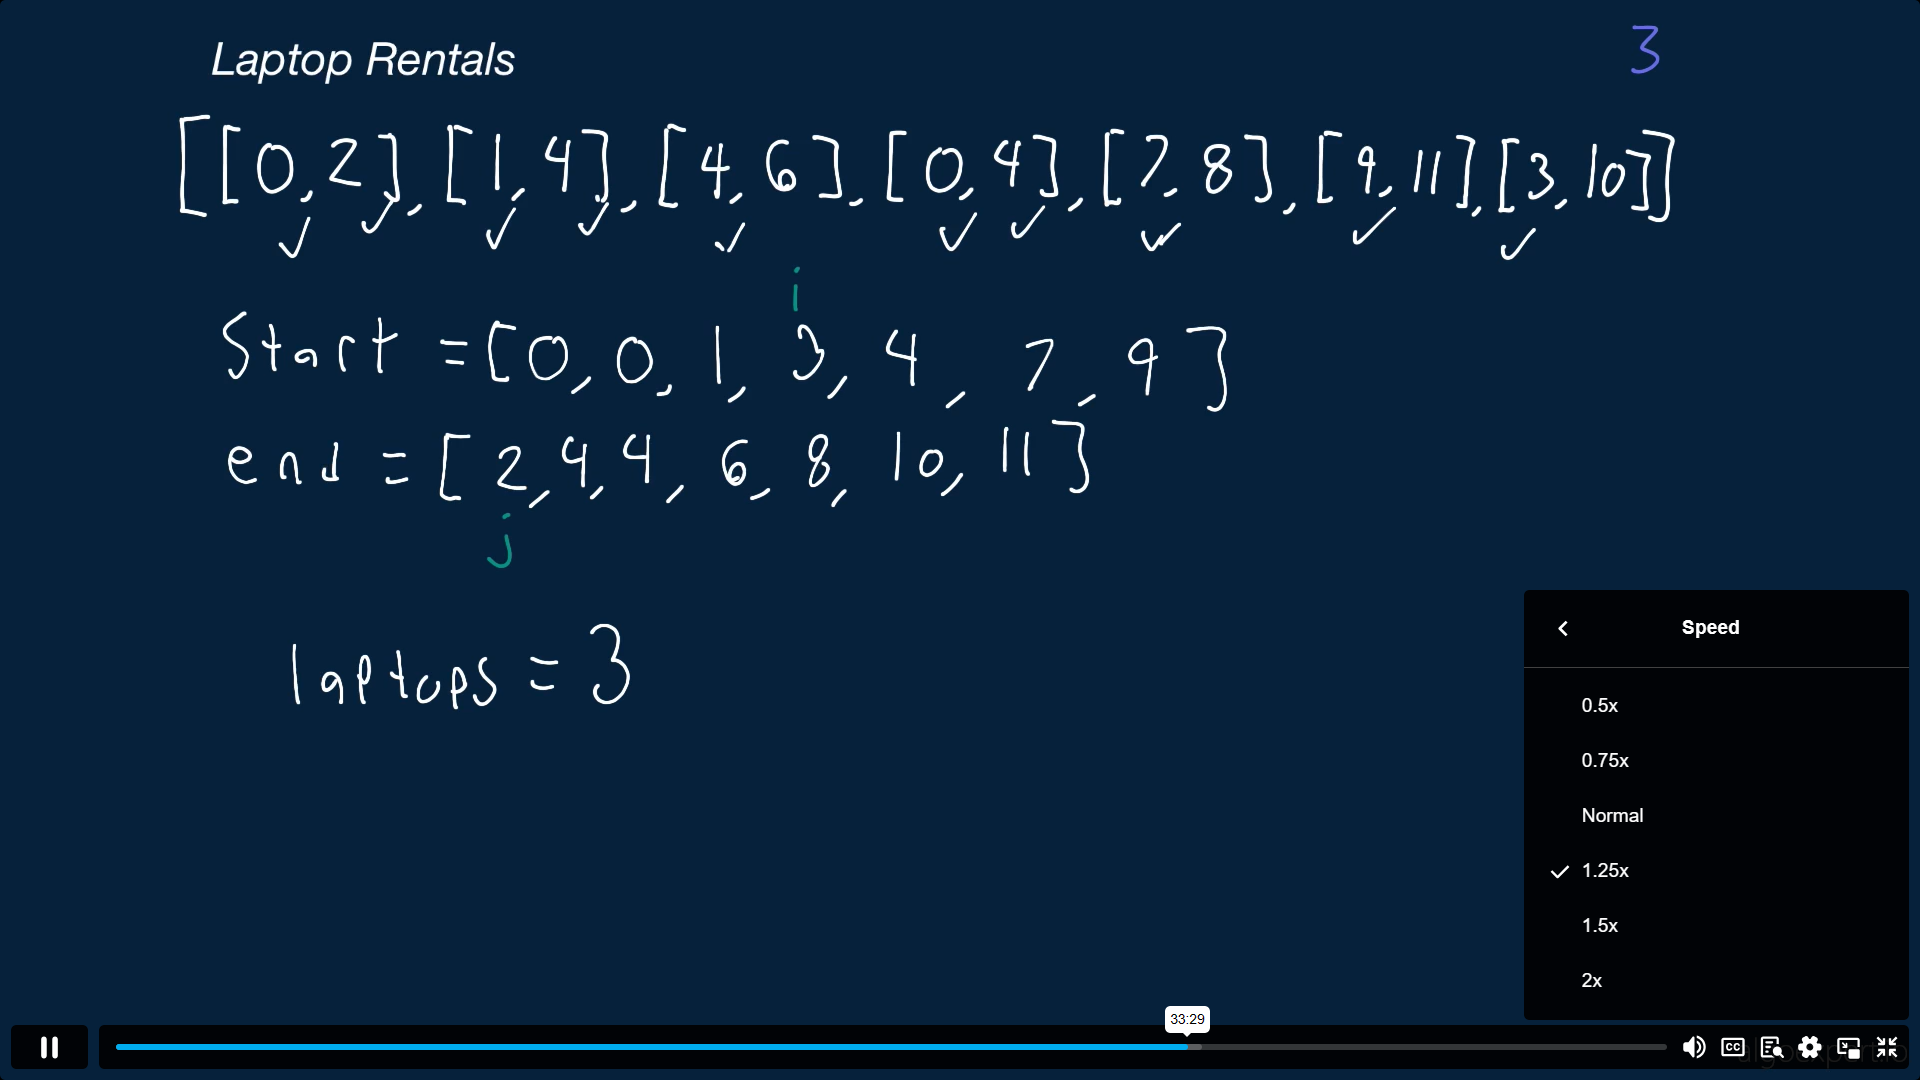 Laptop Rentals
3
[[0,2],[1,4],[4,6],[0,4],[7,8],[9,11],[3,10]]
i
Start =[0,0,1,3,4,7,9]
end =[2,4,4,6,8,10,11]
j
laptops = 3
Speed
0.5x
0.75x
Normal
1.25x
1.5x
2x
33:29
CC